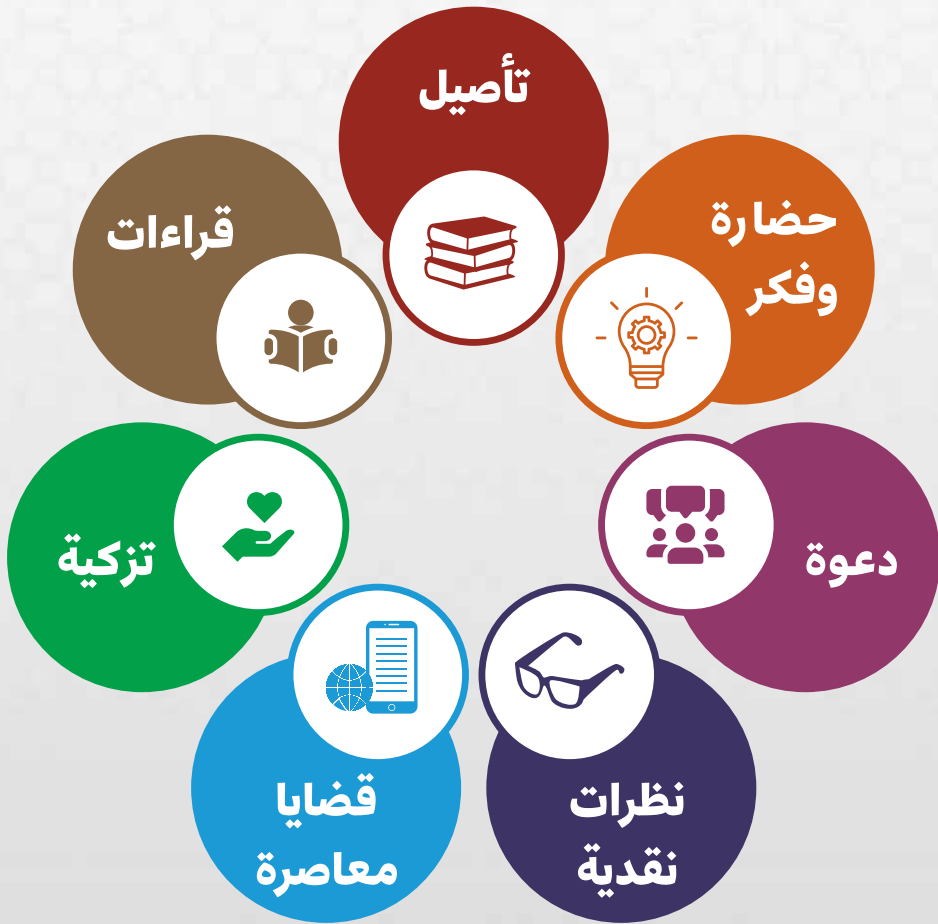 تأصيل
حضارة
وفكر
دعوة
نظرات
نقدية
قضايا
معاصرة
تزكية
قراءات